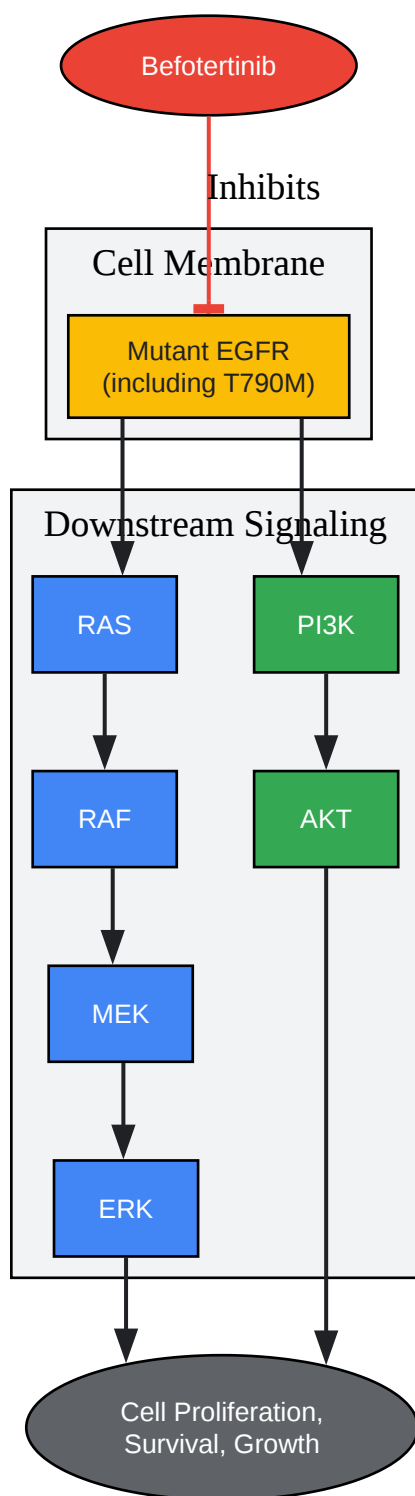 Befotertinib
Inhibits
Cell Membrane
Mutant EGFR
(including T790M)
Downstream Signaling
RAS
PI3K
RAF
AKT
MEK
ERK
Cell Proliferation,
Survival, Growth